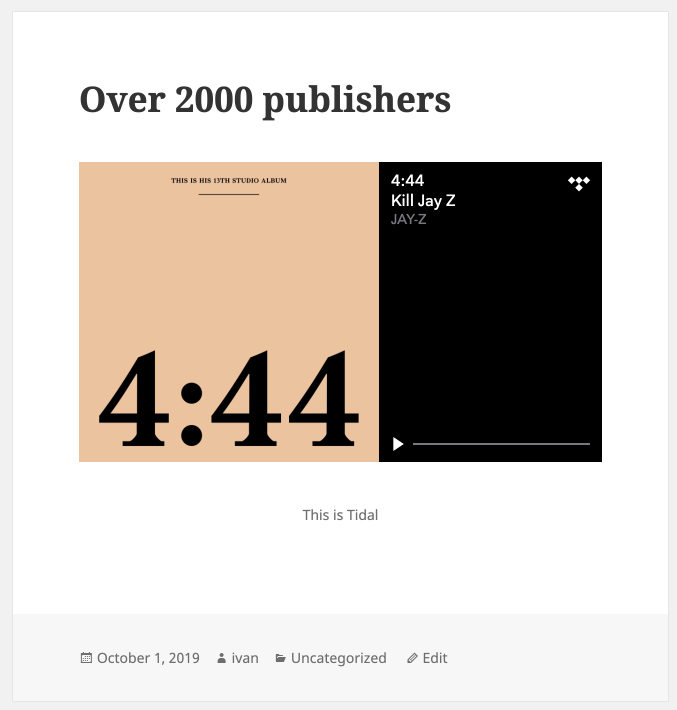 Over 2000 publishers
THIS IS HIS 13TH STUDIO ALBUM
4:44
4:44
Kill Jay Z
JAY-Z
This is Tidal
October 1, 2019 ivan Uncategorized Edit